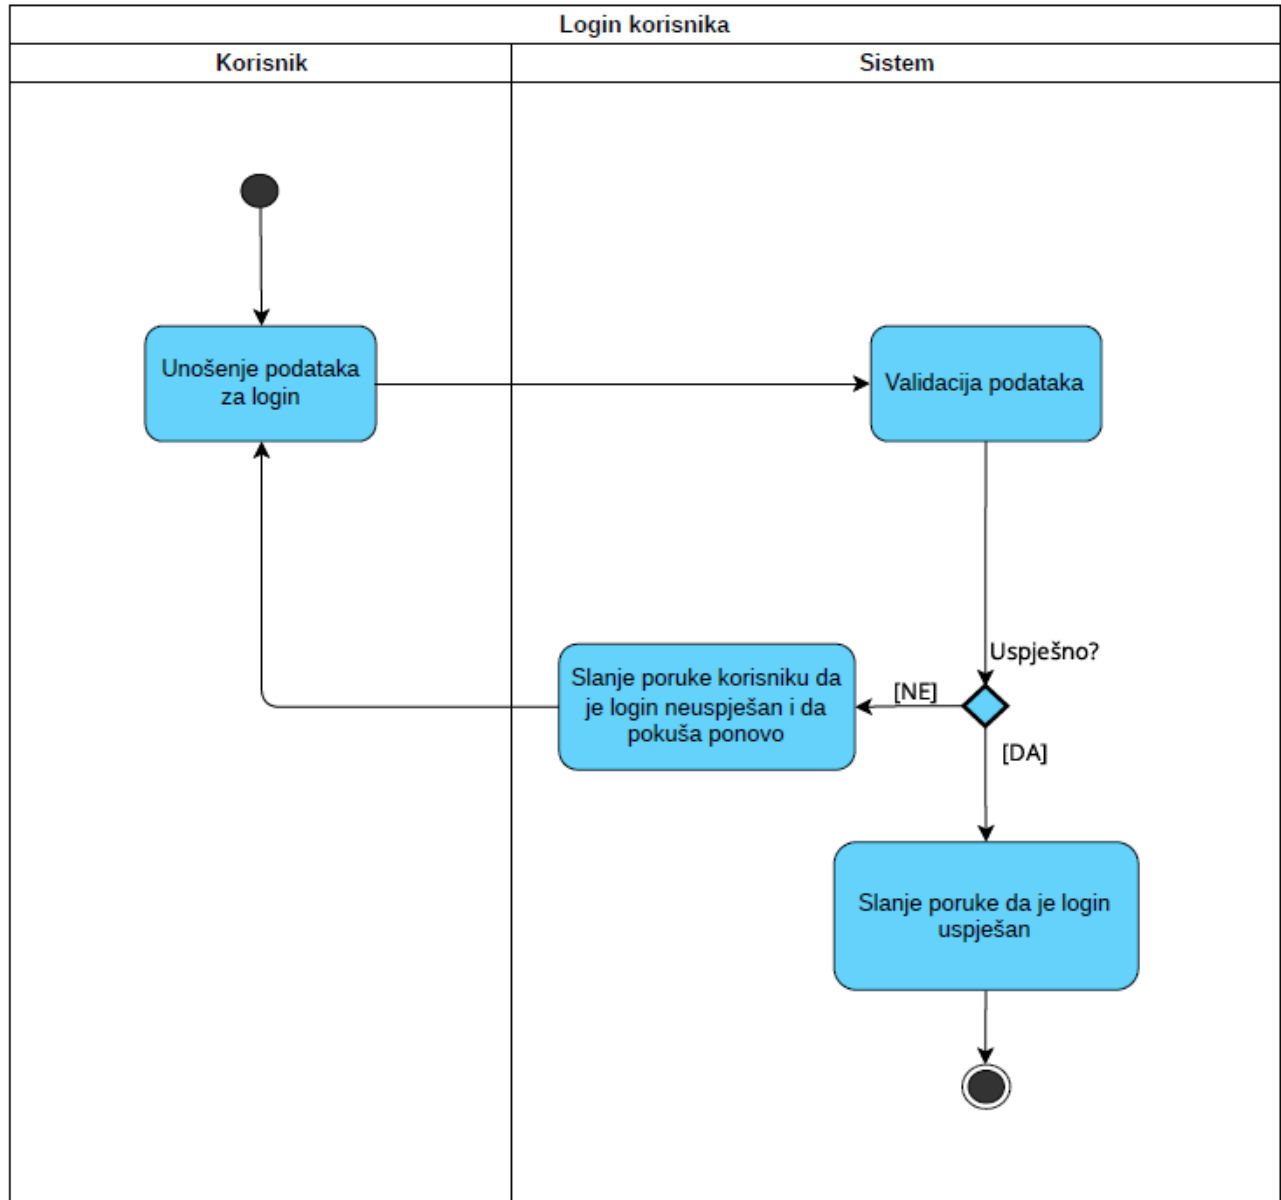 Login korisnika
Korisnik
Sistem
Unošenje podataka
za login
Validacija podataka
Uspješno?
Slanje poruke korisniku da
je login neuspješan i da
pokuša ponovo
[NE]
[DA]
Slanje poruke da je login
uspješan